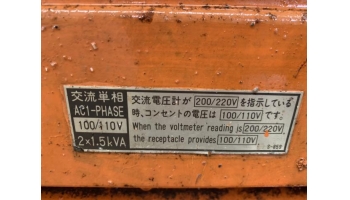 交流単相
AC1-PHASE
100/110V
2×1.5kVA
交流電圧計が 200/220V を指示している
時、コンセントの電圧は 100/110V
When the voltmeter reading is 200/220V
the receptacle provides 100/110V